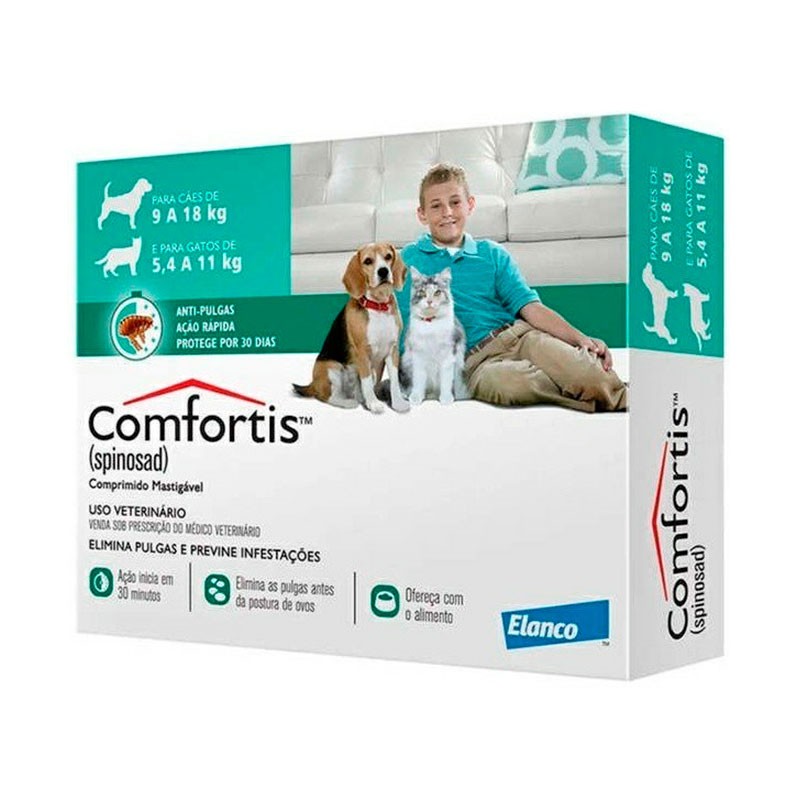 PARA CÃES DE
9 A 18 kg
E PARA GATOS DE
5,4 A 11 kg
ANTI-PULGAS
AÇÃO RÁPIDA
PROTEGE POR 30 DIAS
Comfortis™
(spinosad)
Comprimido Mastigável
USO VETERINÁRIO
VENDA SOB PRESCRIÇÃO DO MÉDICO VETERINÁRIO
ELIMINA PULGAS E PREVINE INFESTAÇÕES
Ação inicia em
30 minutos
Elimina as pulgas antes
da postura de ovos
Ofereça com
o alimento
Elanco
TM
PARA CÃES DE
9 A 18 kg
E PARA GATOS DE
5,4 A 11 kg
Comfortis™
(spinosad)